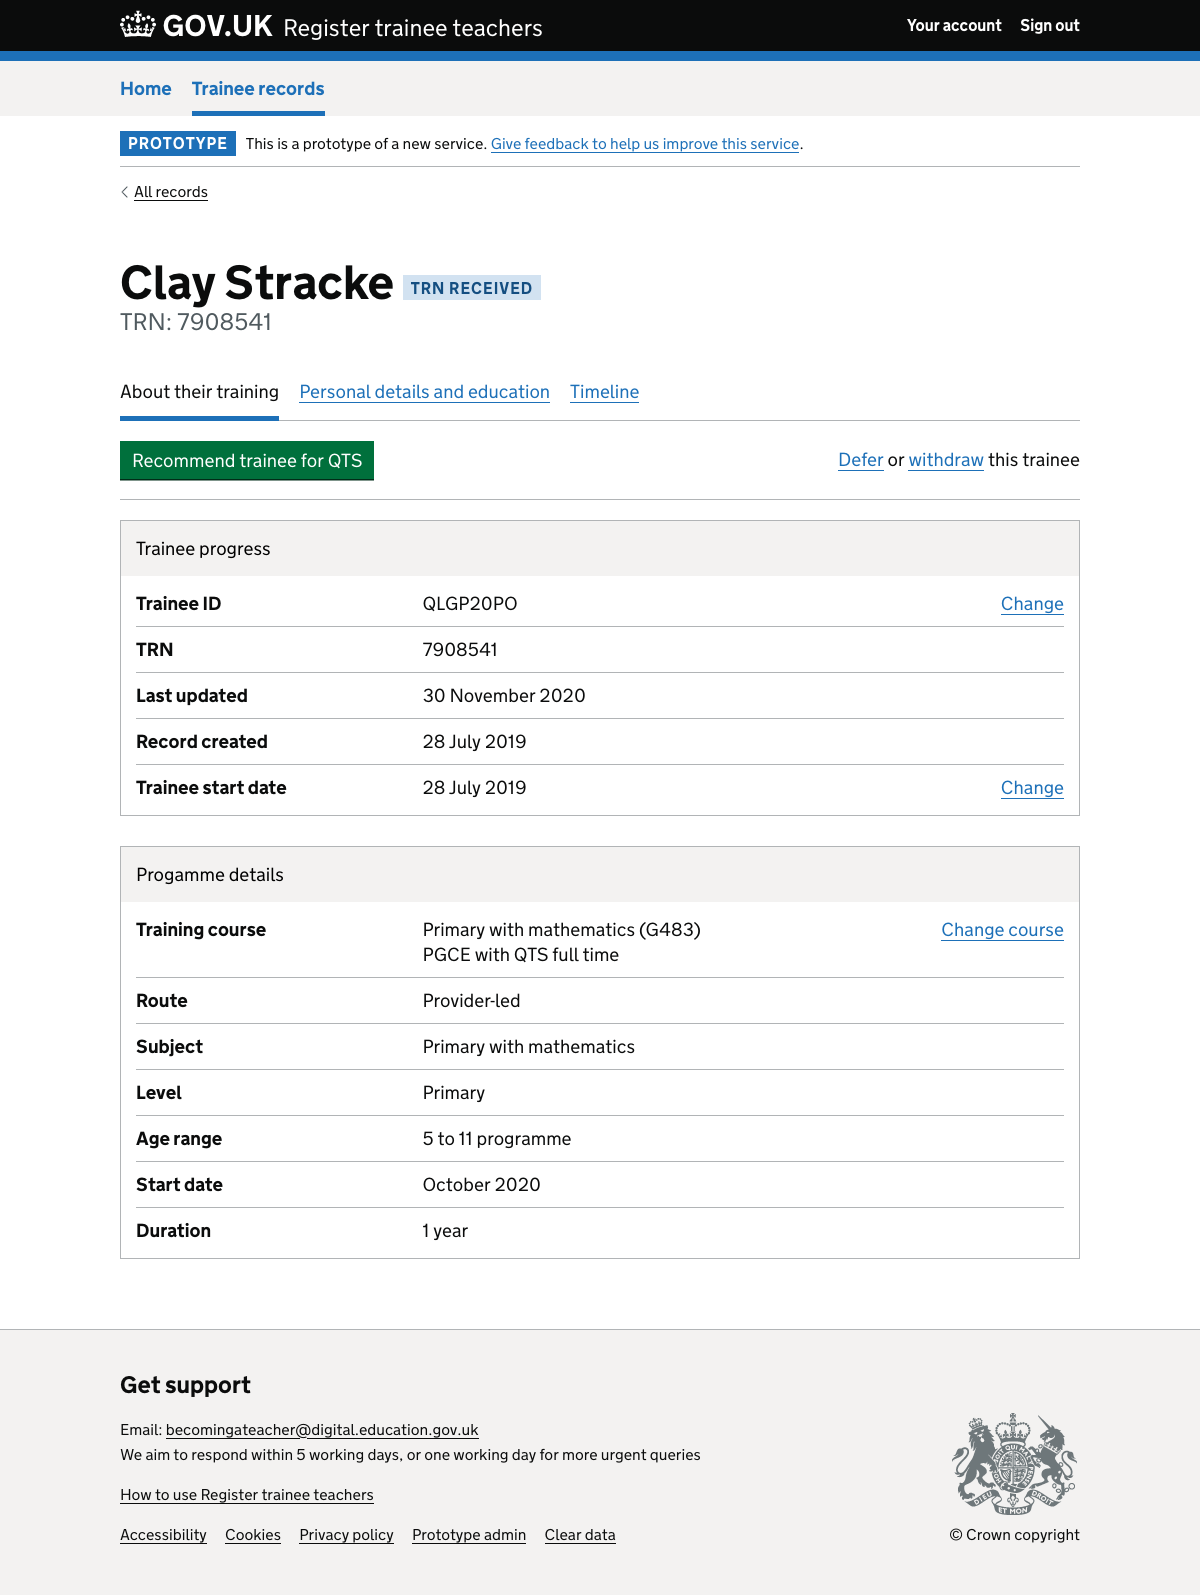 GOV.UK Register trainee teachers Your account Sign out
Home Trainee records
PROTOTYPE This is a prototype of a new service. Give feedback to help us improve this service.
All records
Clay Stracke TRN RECEIVED
TRN: 7908541
About their training Personal details and education Timeline
Recommend trainee for QTS Defer or withdraw this trainee
Trainee progress
Trainee ID QLGP20PO Change
TRN 7908541
Last updated 30 November 2020
Record created 28 July 2019
Trainee start date 28 July 2019 Change
Progamme details
Training course Primary with mathematics (G483) Change course
PGCE with QTS full time
Route Provider-led
Subject Primary with mathematics
Level Primary
Age range 5 to 11 programme
Start date October 2020
Duration 1 year
Get support
Email: becomingateacher@digital.education.gov.uk
We aim to respond within 5 working days, or one working day for more urgent queries
How to use Register trainee teachers
DIEU ET MON DROIT
Accessibility Cookies Privacy policy Prototype admin Clear data © Crown copyright